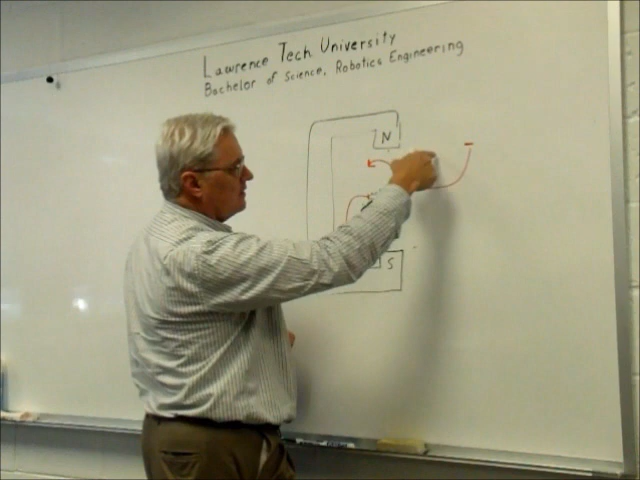 Lawrence Tech University
Bachelor of Science, Robotics Engineering
N
S